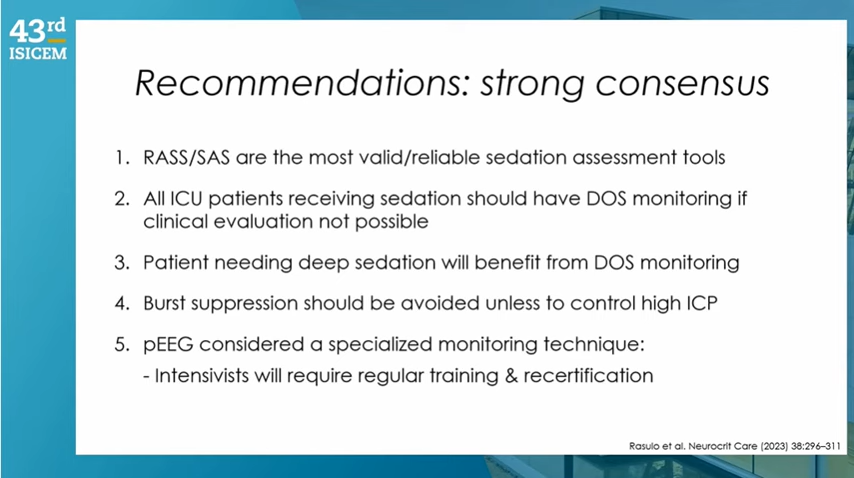 43rd
ISICEM
Recommendations: strong consensus
1. RASS/SAS are the most valid/reliable sedation assessment tools
2. All ICU patients receiving sedation should have DOS monitoring if
clinical evaluation not possible
3. Patient needing deep sedation will benefit from DOS monitoring
4. Burst suppression should be avoided unless to control high ICP
5. pEEG considered a specialized monitoring technique:
- Intensivists will require regular training & recertification
Rasulo et al. Neurocrit Care (2023) 38:296–311